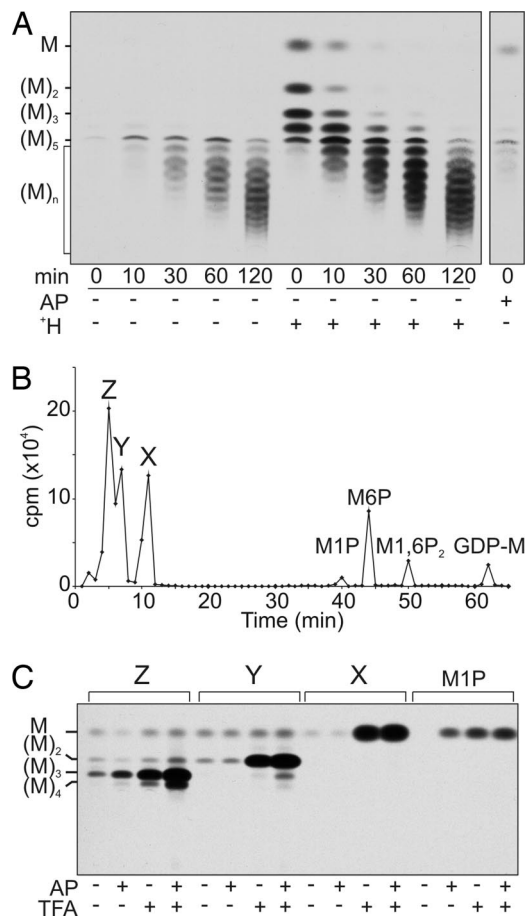 A
M
(M)2
(M)3
(M)5
(M)n
min 0 10 30 60 120 0 10 30 60 120 0
AP - - - - - - - - - - +
+H - - - - - + + + + + -
B
cpm (x10⁴)
20
10
0
Z
Y
X
M1P
M6P
M1,6P2
GDP-M
0 10 20 30 40 50 60
Time (min)
C
Z Y X M1P
M
(M)2
(M)3
(M)4
AP - + - + - + - + - + - + - + - +
TFA - - + + - - + + - - + + - - + +